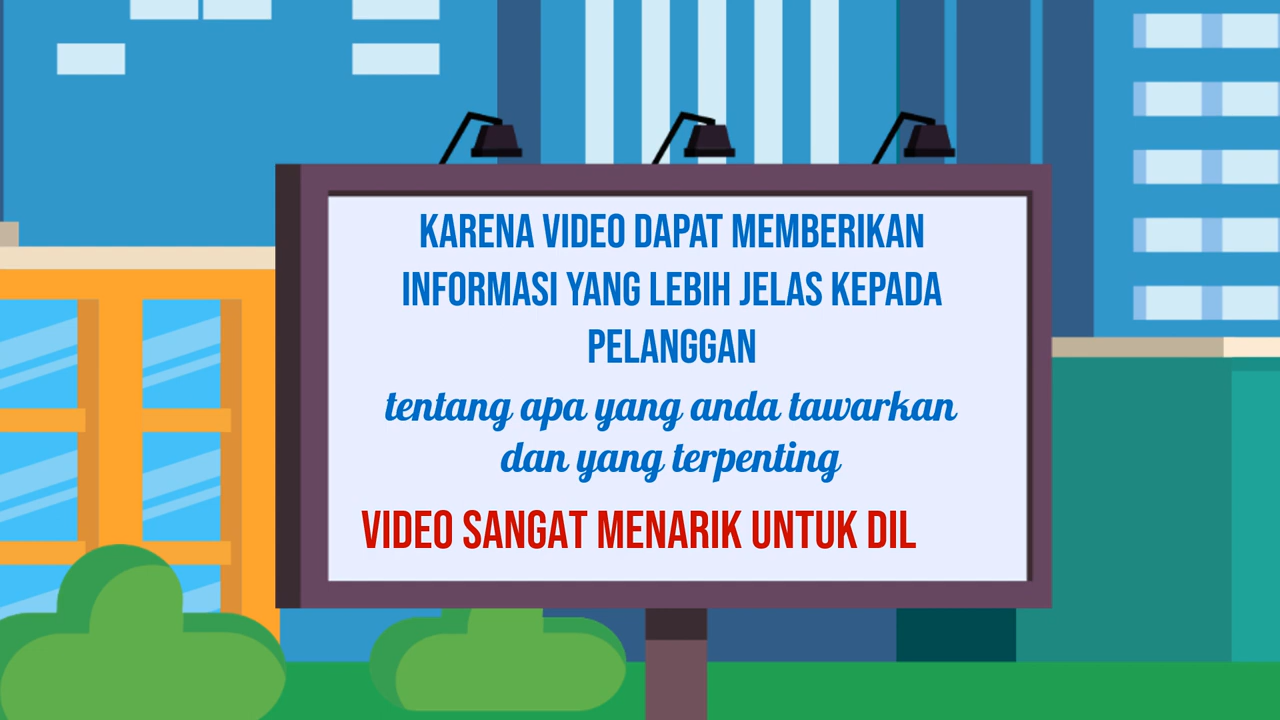 KARENA VIDEO DAPAT MEMBERIKAN
INFORMASI YANG LEBIH JELAS KEPADA
PELANGGAN
tentang apa yang anda tawarkan
dan yang terpenting
VIDEO SANGAT MENARIK UNTUK DIL